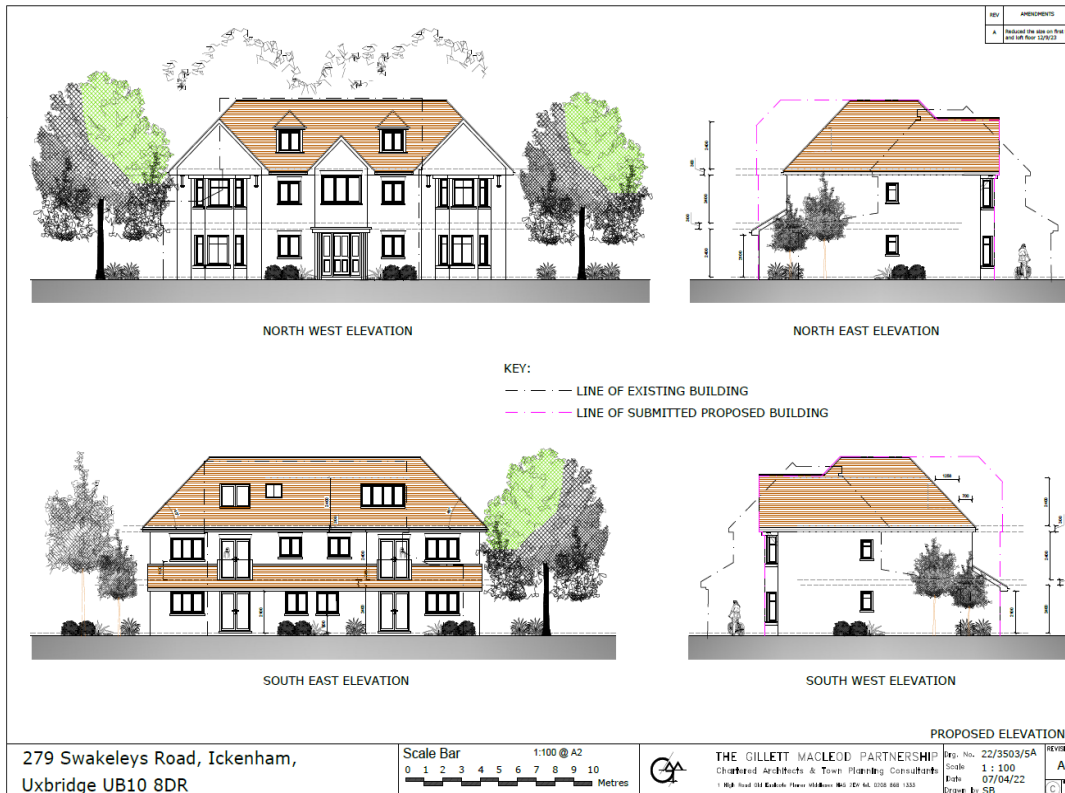 REV AMENDMENTS
A Reduced the size on first
and loft floor 12/9/23
NORTH WEST ELEVATION
NORTH EAST ELEVATION
KEY:
LINE OF EXISTING BUILDING
LINE OF SUBMITTED PROPOSED BUILDING
SOUTH EAST ELEVATION
SOUTH WEST ELEVATION
PROPOSED ELEVATION
279 Swakeleys Road, Ickenham,
Uxbridge UB10 8DR
Scale Bar 1:100 @ A2
0 1 2 3 4 5 6 7 8 9 10
Metres
THE GILLETT MACLEOD PARTNERSHIP
Chartered Architects & Town Planning Consultants
Drg. No. 22/3503/5A
Scale 1 : 100
Date 07/04/22
Drawn by SB
A
C